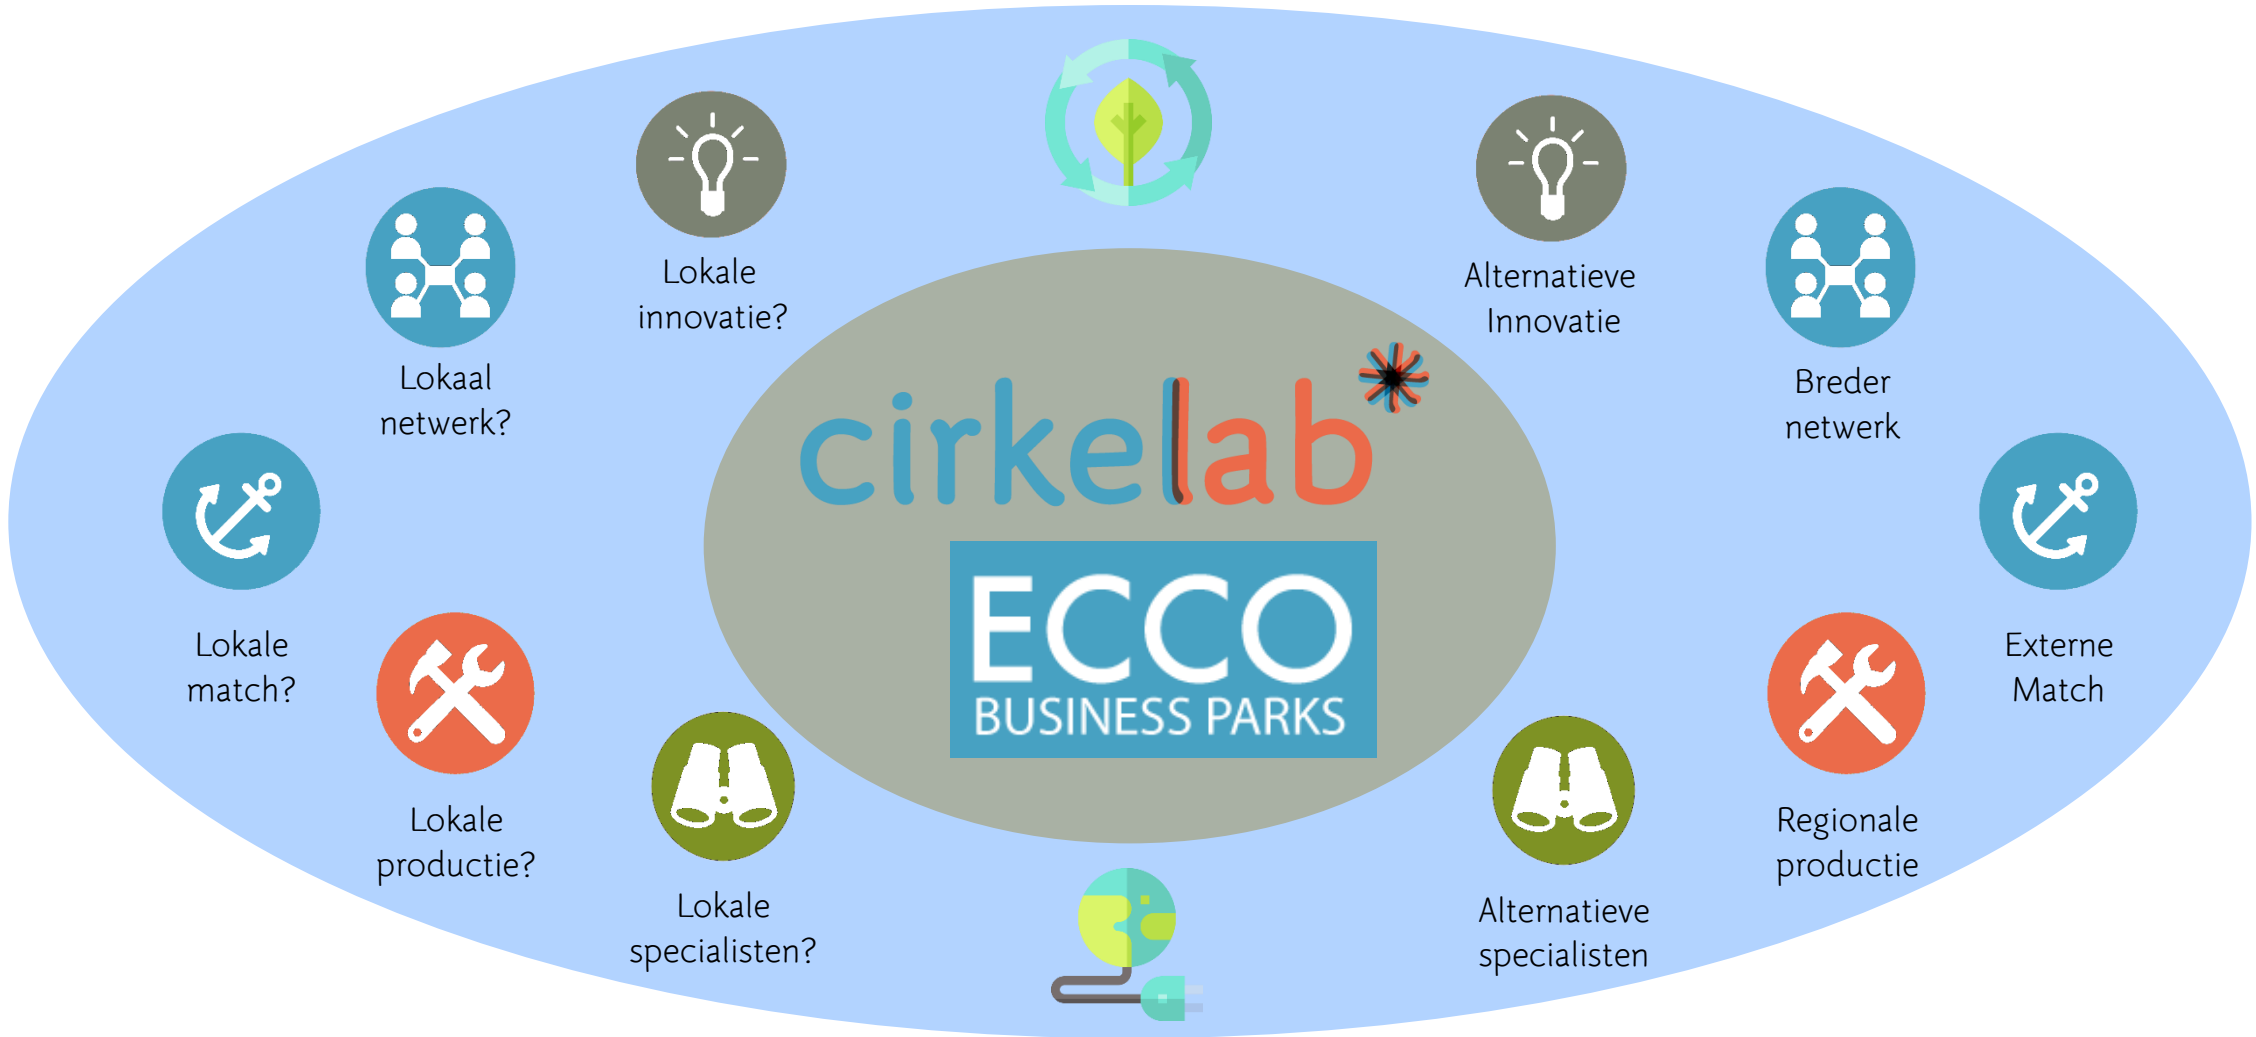 Lokale
innovatie?
Alternatieve
Innovatie
Lokaal
netwerk?
Breder
netwerk
cirkelab
Lokale
match?
Externe
Match
ECCO
BUSINESS PARKS
Lokale
productie?
Regionale
productie
Lokale
specialisten?
Alternatieve
specialisten